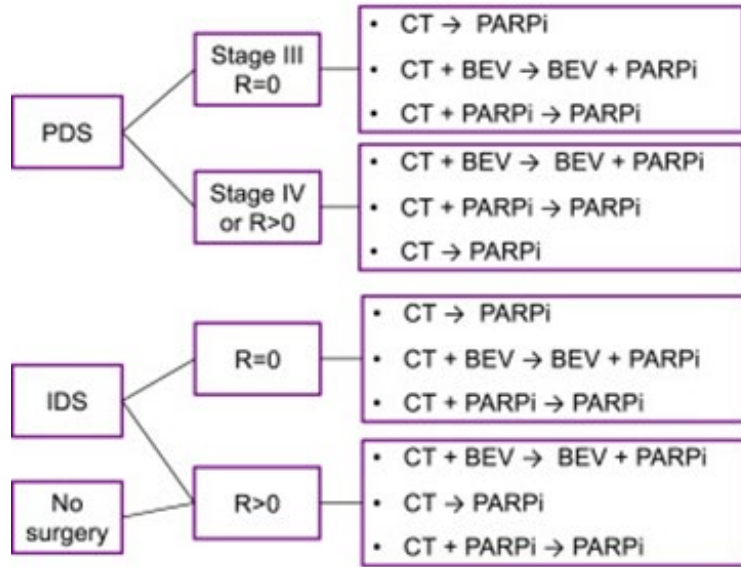 PDS
Stage III
R=0
• CT → PARPi
• CT + BEV → BEV + PARPi
• CT + PARPi → PARPi
Stage IV
or R>0
• CT + BEV → BEV + PARPi
• CT + PARPi → PARPi
• CT → PARPi
IDS
R=0
• CT → PARPi
• CT + BEV → BEV + PARPi
• CT + PARPi → PARPi
No
surgery
R>0
• CT + BEV → BEV + PARPi
• CT → PARPi
• CT + PARPi → PARPi